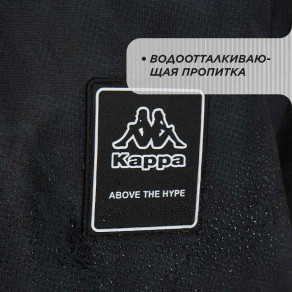 • ВОДООТТАЛКИВАЮ-
ЩАЯ ПРОПИТКА
Kappa
ABOVE THE HYPE